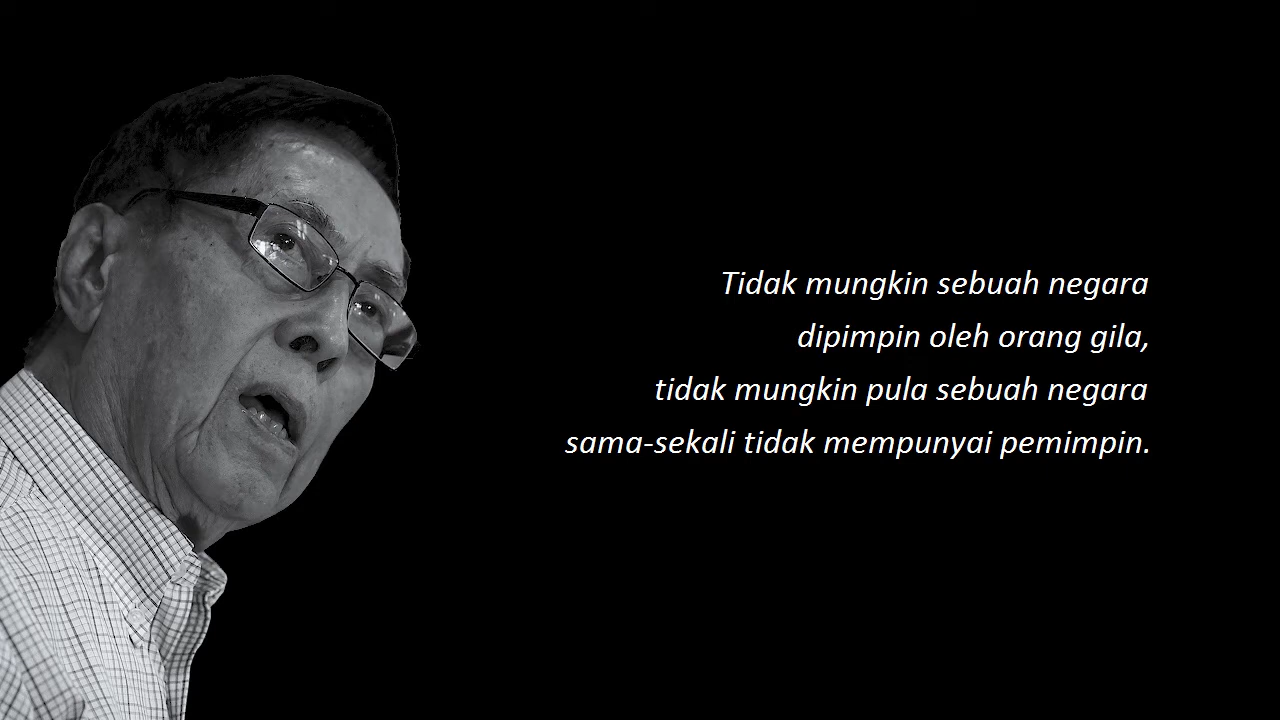 Tidak mungkin sebuah negara
dipimpin oleh orang gila,
tidak mungkin pula sebuah negara
sama-sekali tidak mempunyai pemimpin.